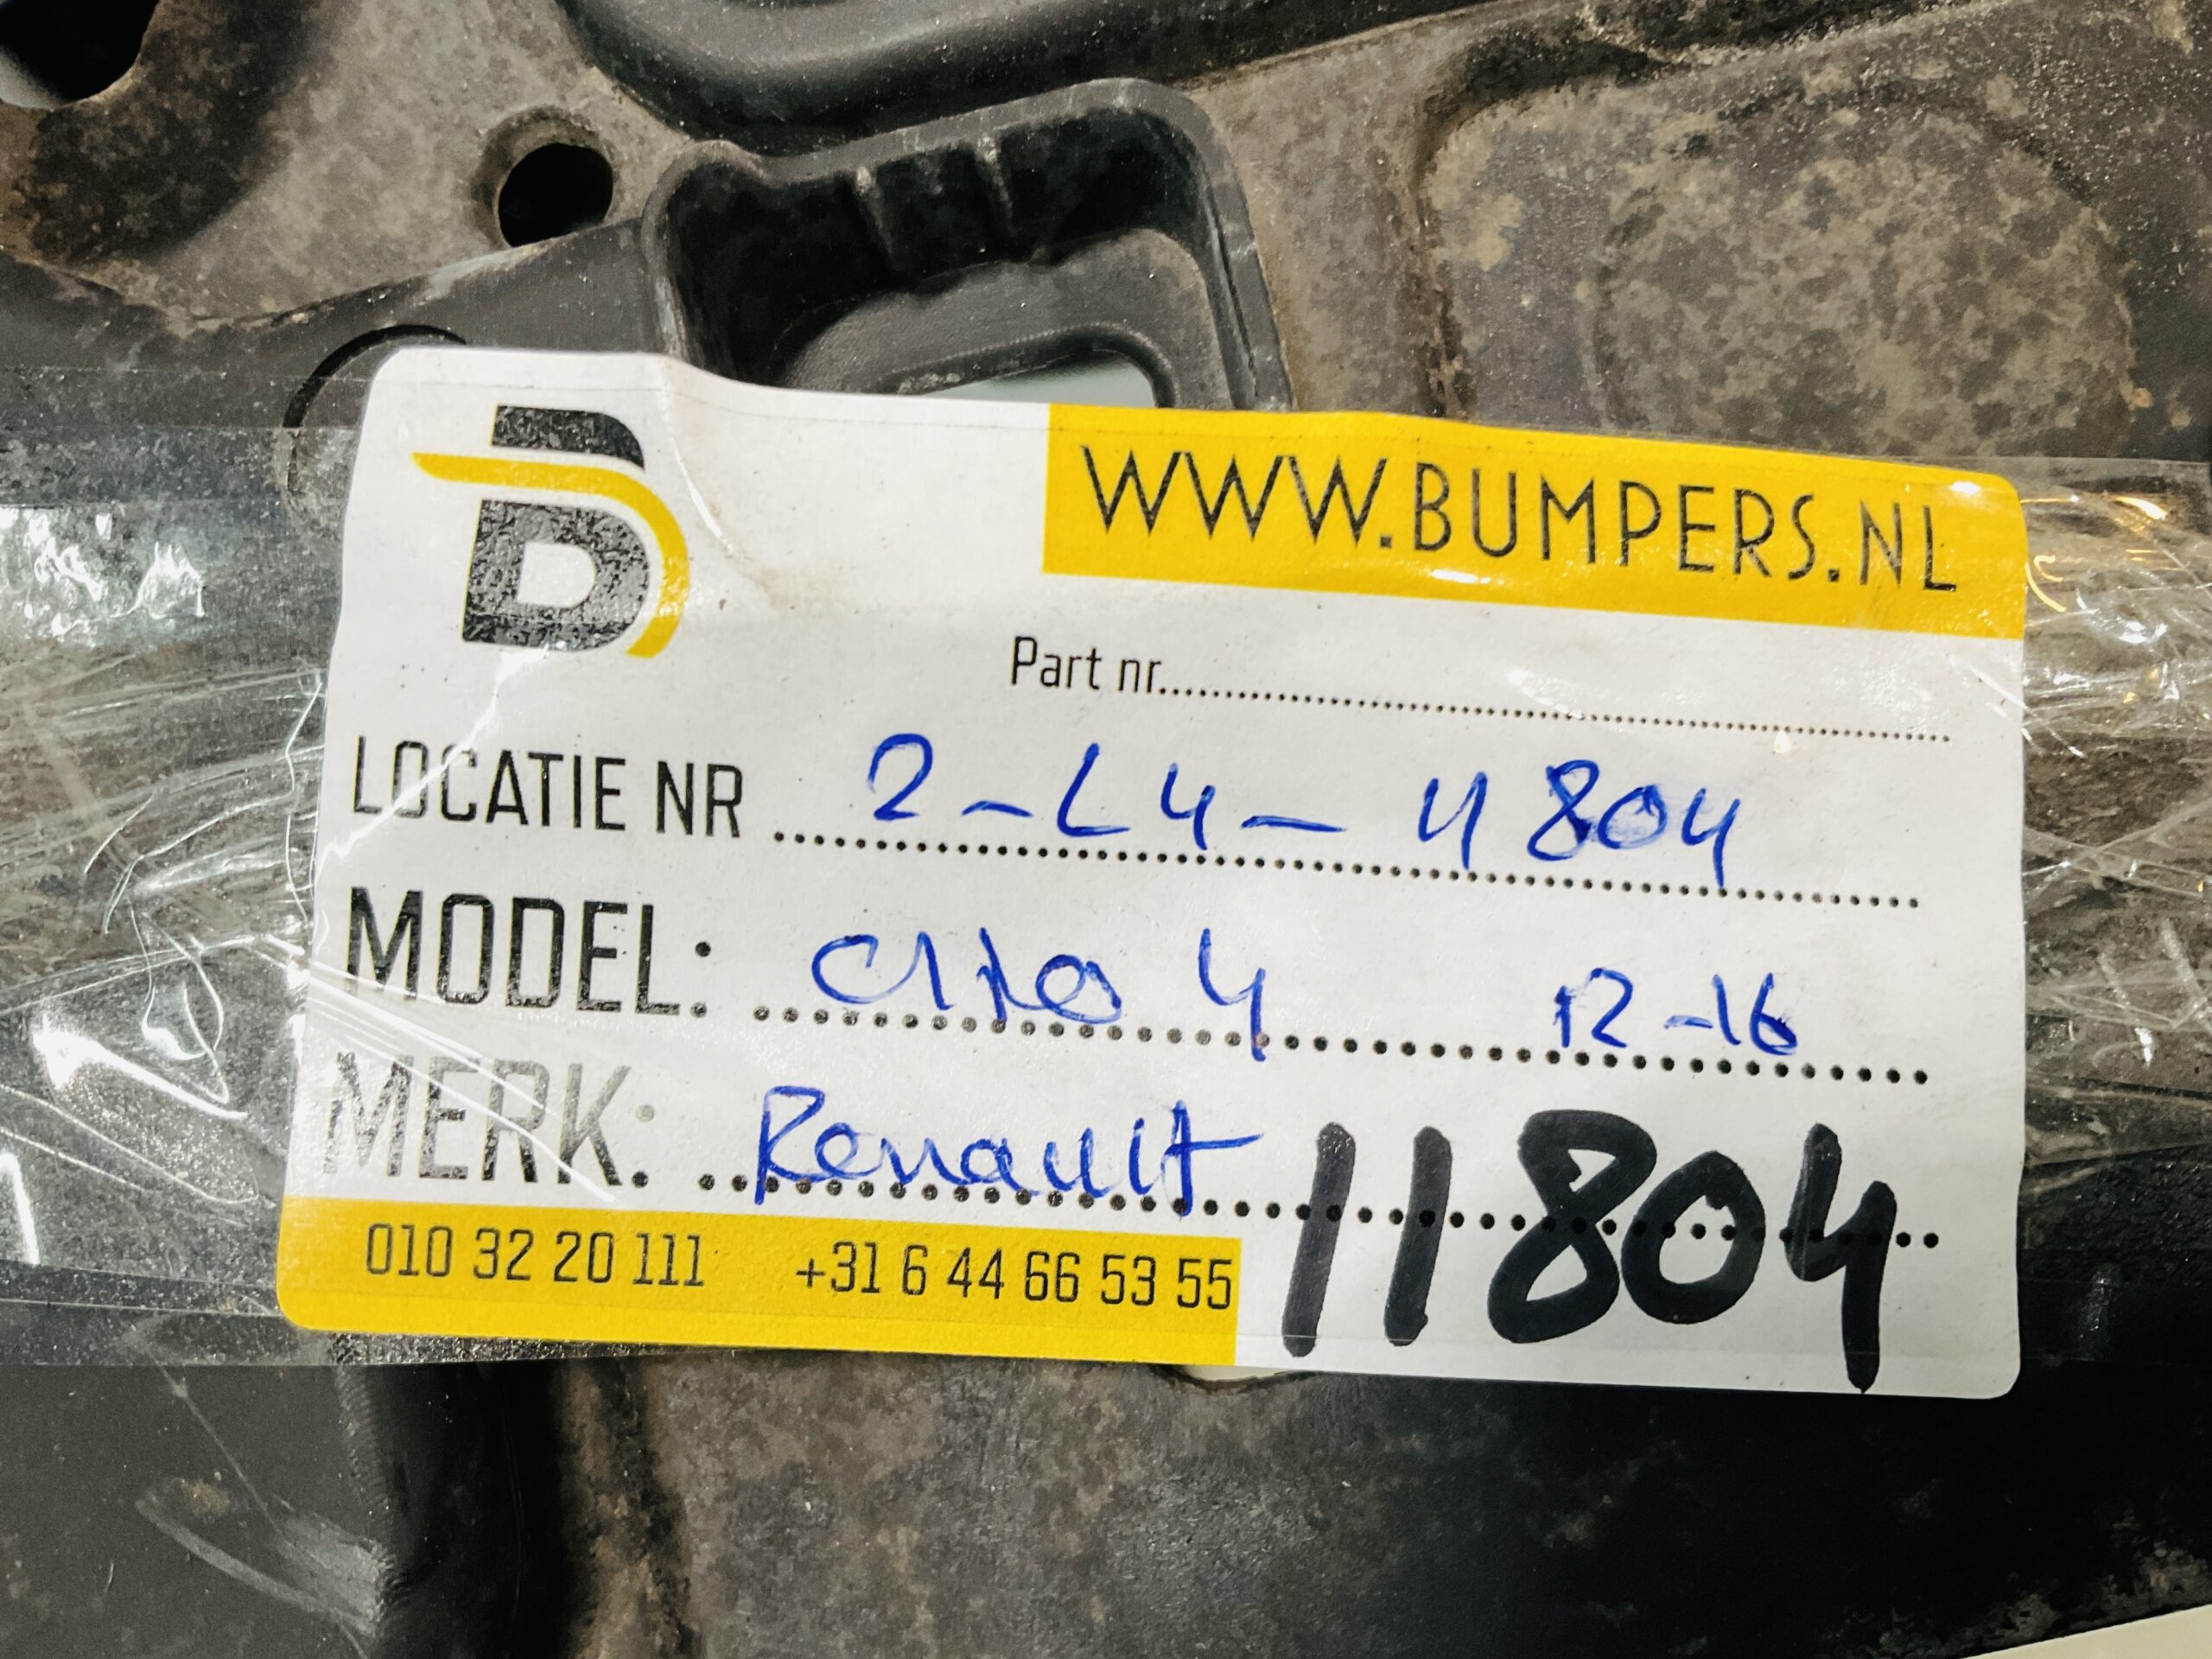 WWW.BUMPERS.NL
Part nr.
LOCATIE NR 2-L4-11804
MODEL: Clio 4 12-16
MERK: Renault
11804
010 32 20 111 +31 6 44 66 53 55